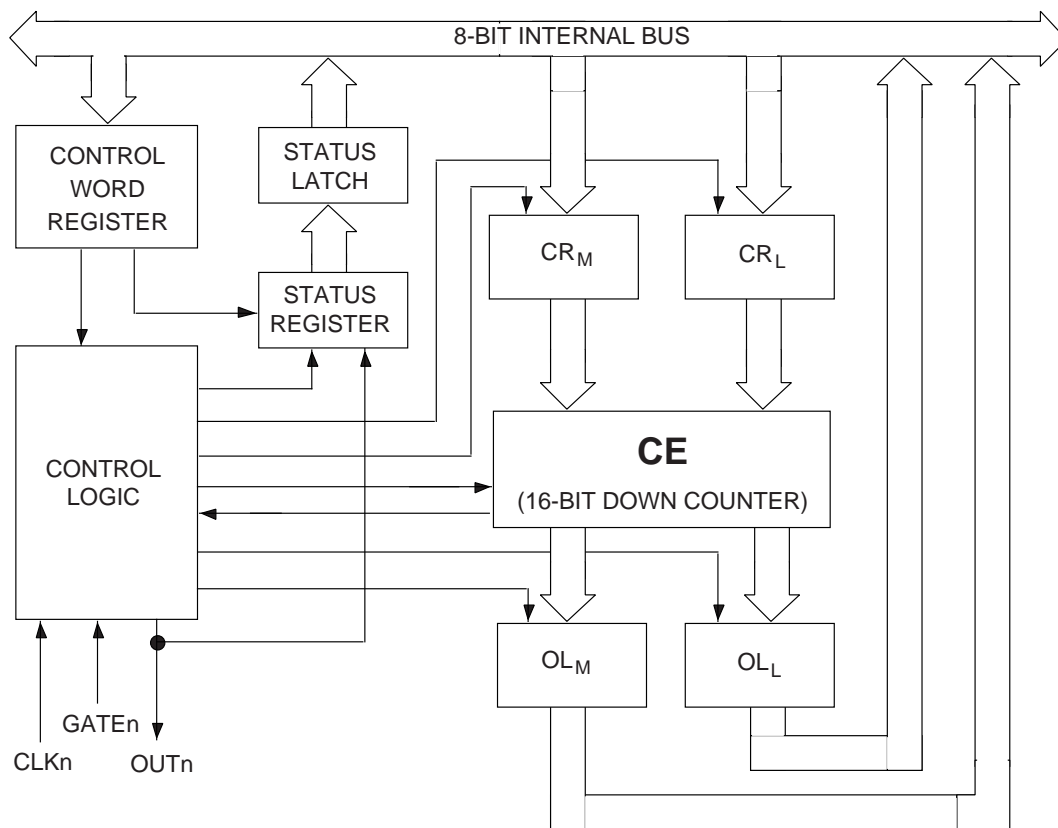 8-BIT INTERNAL BUS
CONTROL
WORD
REGISTER
STATUS
LATCH
CR_M
CR_L
STATUS
REGISTER
CONTROL
LOGIC
CE
(16-BIT DOWN COUNTER)
OL_M
OL_L
GATEn
CLKn
OUTn